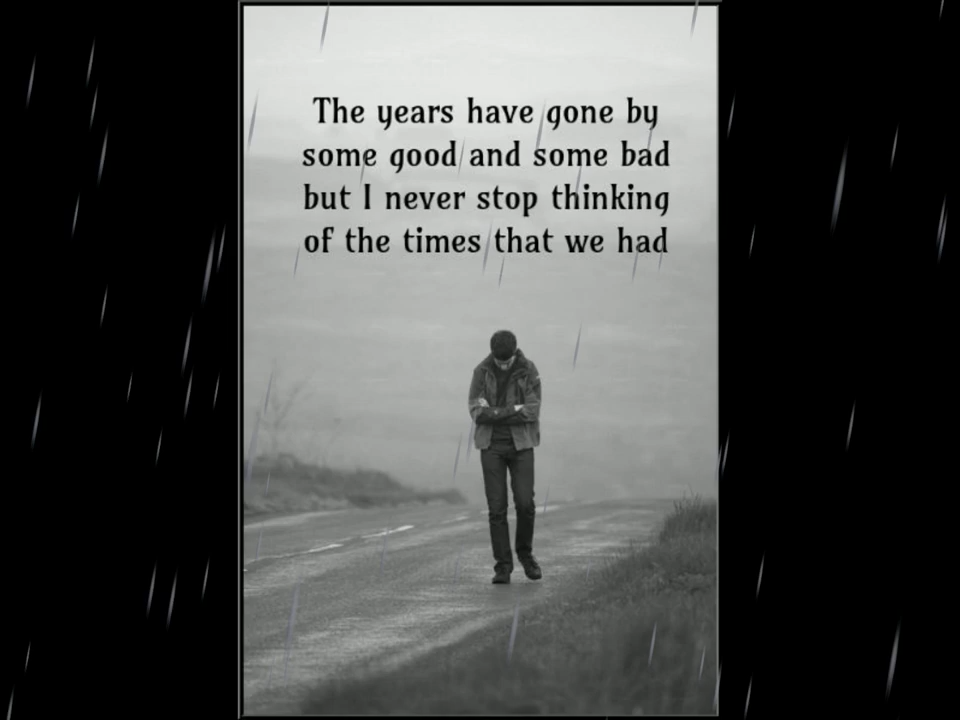 The years have gone by
some good and some bad
but I never stop thinking
of the times that we had